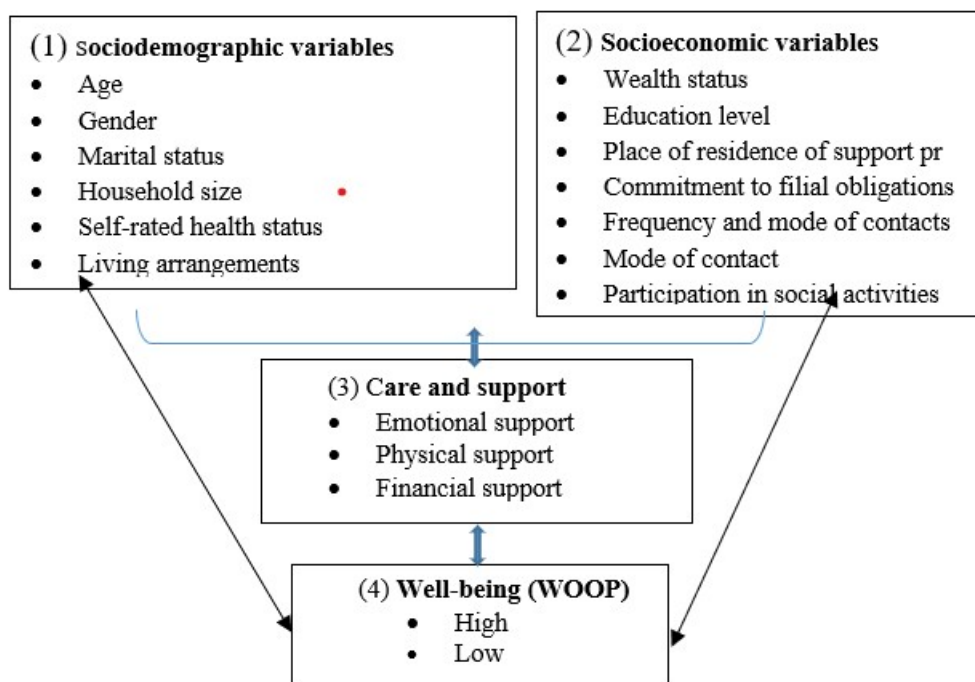 (1) Sociodemographic variables
• Age
• Gender
• Marital status
• Household size
• Self-rated health status
• Living arrangements
(2) Socioeconomic variables
• Wealth status
• Education level
• Place of residence of support pr
• Commitment to filial obligations
• Frequency and mode of contacts
• Mode of contact
• Participation in social activities
(3) Care and support
• Emotional support
• Physical support
• Financial support
(4) Well-being (WOOP)
• High
• Low